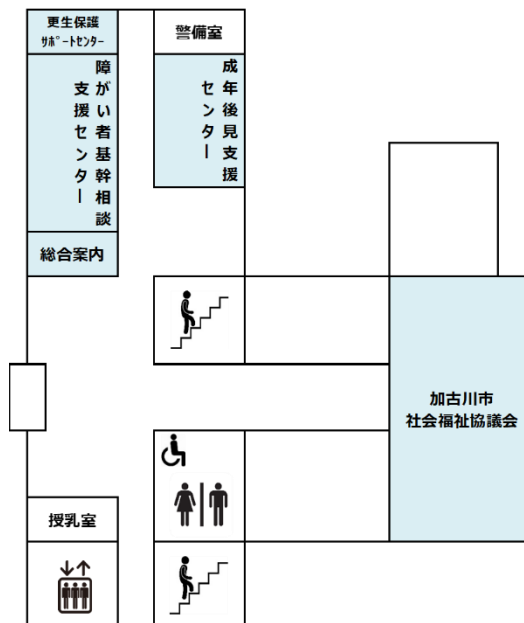 更生保護
ｻﾎﾟｰﾄセンター
警備室
障がい者基幹相談
支援センター
成年後見支援
センター
総合案内
加古川市
社会福祉協議会
授乳室